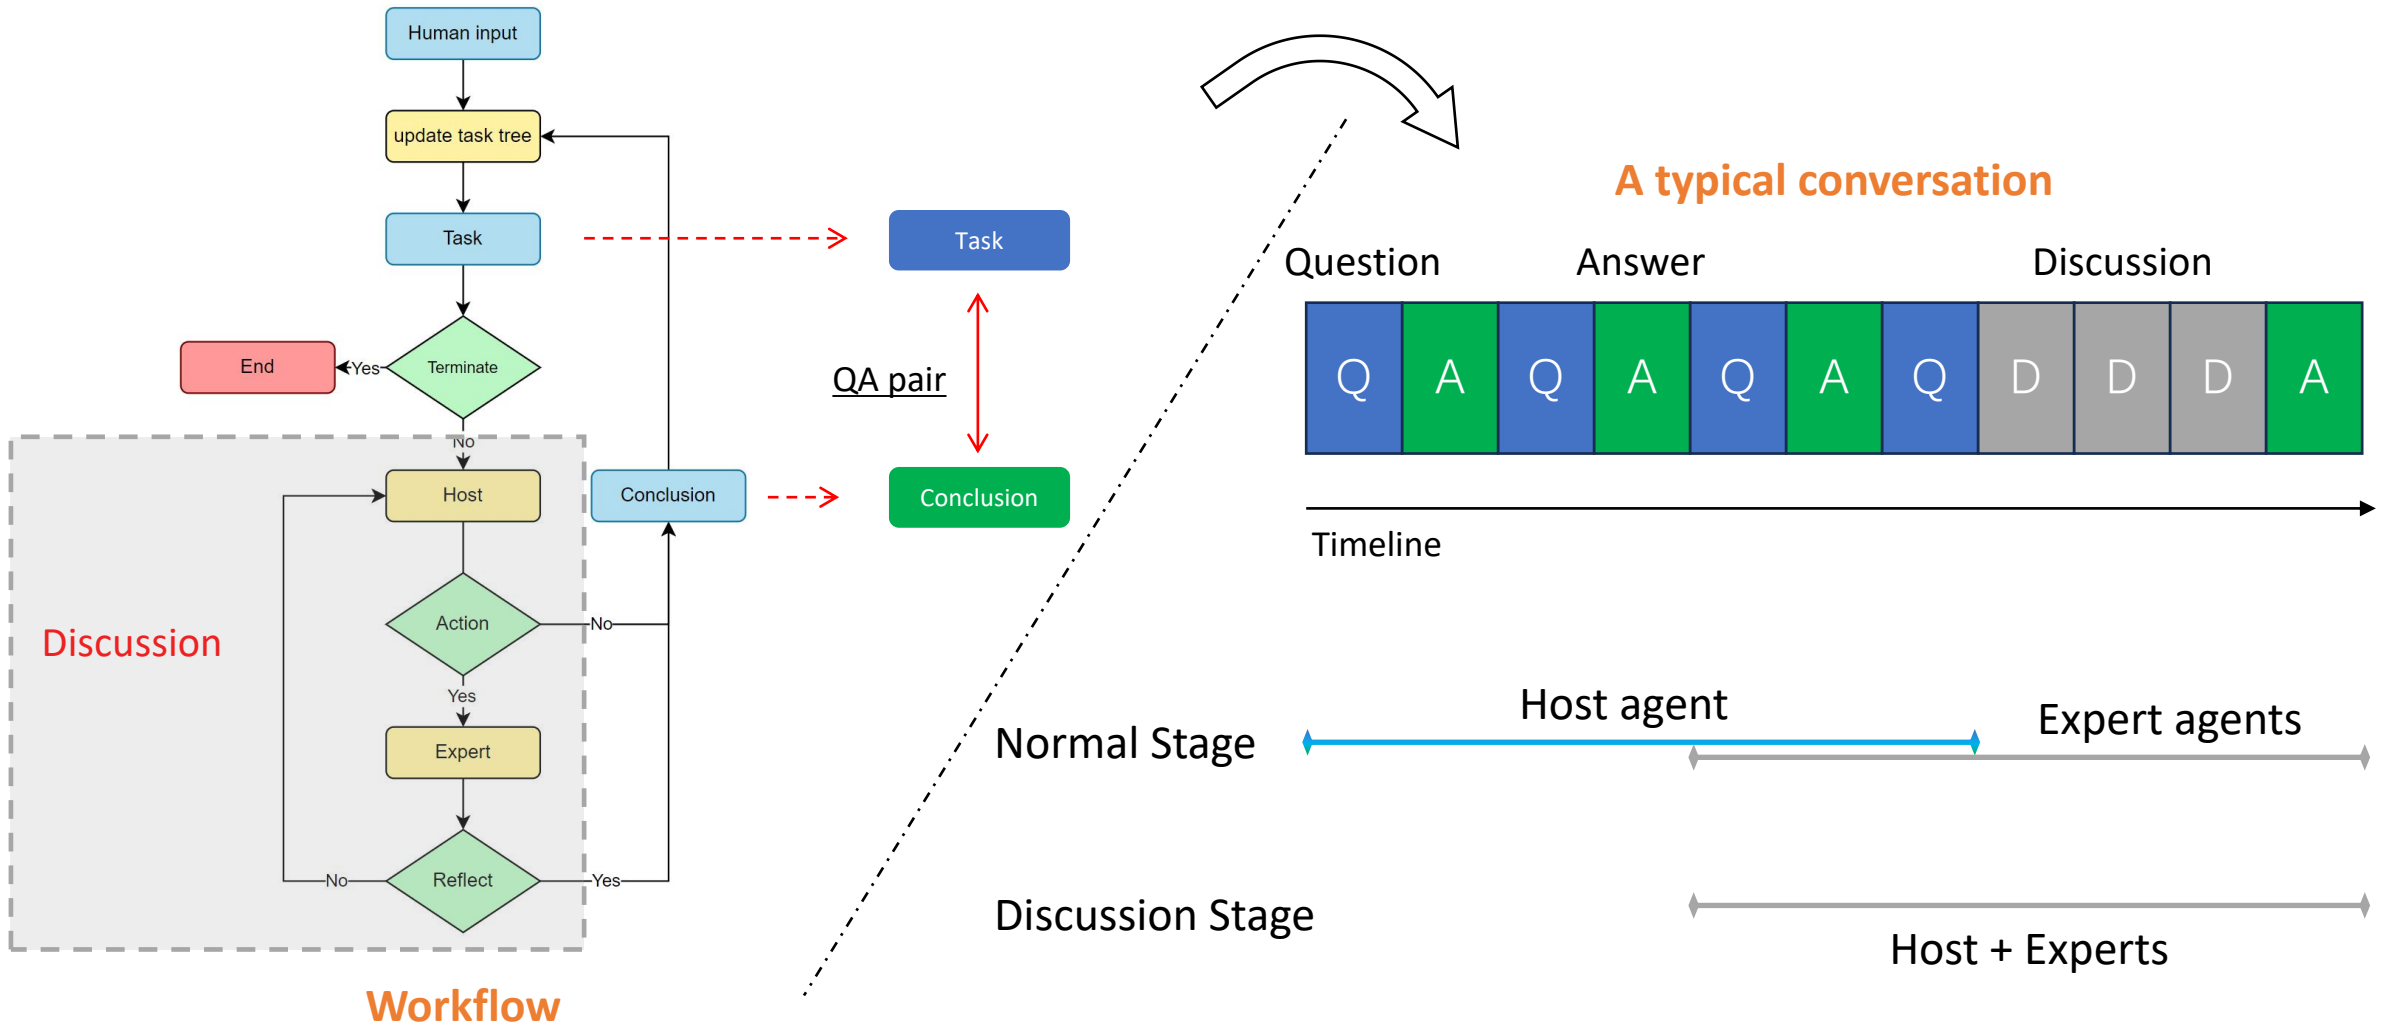 Human input
update task tree
Task
Terminate
Yes
End
No
Host
Action
No
Yes
Expert
Reflect
No
Yes
Conclusion
Discussion
Workflow
Task
QA pair
Conclusion
A typical conversation
Question
Answer
Discussion
Q A Q A Q A Q D D D A
Timeline
Normal Stage
Host agent
Expert agents
Discussion Stage
Host + Experts